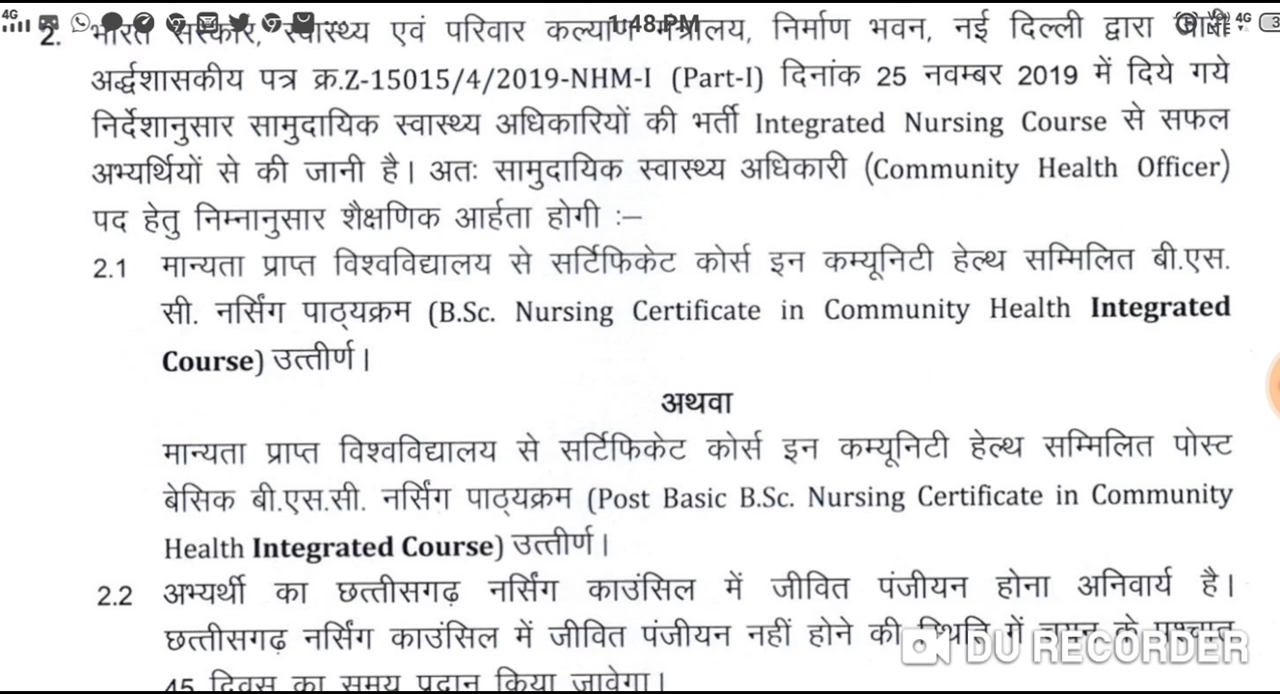 4G
1:48 PM
4G
2. भारत सरकार, स्वास्थ्य एवं परिवार कल्याण मंत्रालय, निर्माण भवन, नई दिल्ली द्वारा
अर्द्धशासकीय पत्र क्र.Z-15015/4/2019-NHM-I (Part-I) दिनांक 25 नवम्बर 2019 में दिये गये
निर्देशानुसार सामुदायिक स्वास्थ्य अधिकारियों की भर्ती Integrated Nursing Course से सफल
अभ्यर्थियों से की जानी है। अतः सामुदायिक स्वास्थ्य अधिकारी (Community Health Officer)
पद हेतु निम्नानुसार शैक्षणिक आर्हता होगी :–
2.1 मान्यता प्राप्त विश्वविद्यालय से सर्टिफिकेट कोर्स इन कम्यूनिटी हेल्थ सम्मिलित बी.एस.
सी. नर्सिंग पाठ्यक्रम (B.Sc. Nursing Certificate in Community Health Integrated
Course) उत्तीर्ण।
अथवा
मान्यता प्राप्त विश्वविद्यालय से सर्टिफिकेट कोर्स इन कम्यूनिटी हेल्थ सम्मिलित पोस्ट
बेसिक बी.एस.सी. नर्सिंग पाठ्यक्रम (Post Basic B.Sc. Nursing Certificate in Community
Health Integrated Course) उत्तीर्ण।
2.2 अभ्यर्थी का छत्तीसगढ़ नर्सिंग काउंसिल में जीवित पंजीयन होना अनिवार्य है।
छत्तीसगढ़ नर्सिंग काउंसिल में जीवित पंजीयन नहीं होने की स्थिति में चयन के पश्चात
DU RECORDER
45 दिवस का समय प्रदान किया जावेगा।